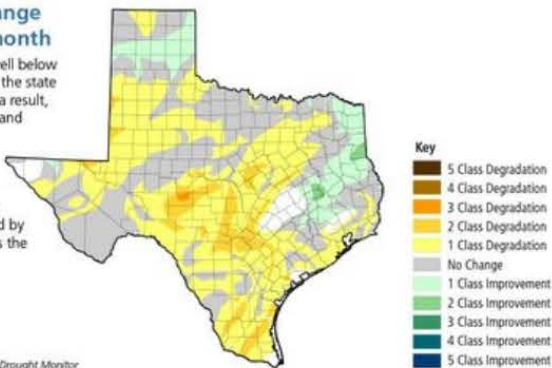 nge
onth
ell below
the state
a result,
and
d by
s the
Drought Monitor
Key
5 Class Degradation
4 Class Degradation
3 Class Degradation
2 Class Degradation
1 Class Degradation
No Change
1 Class Improvement
2 Class Improvement
3 Class Improvement
4 Class Improvement
5 Class Improvement